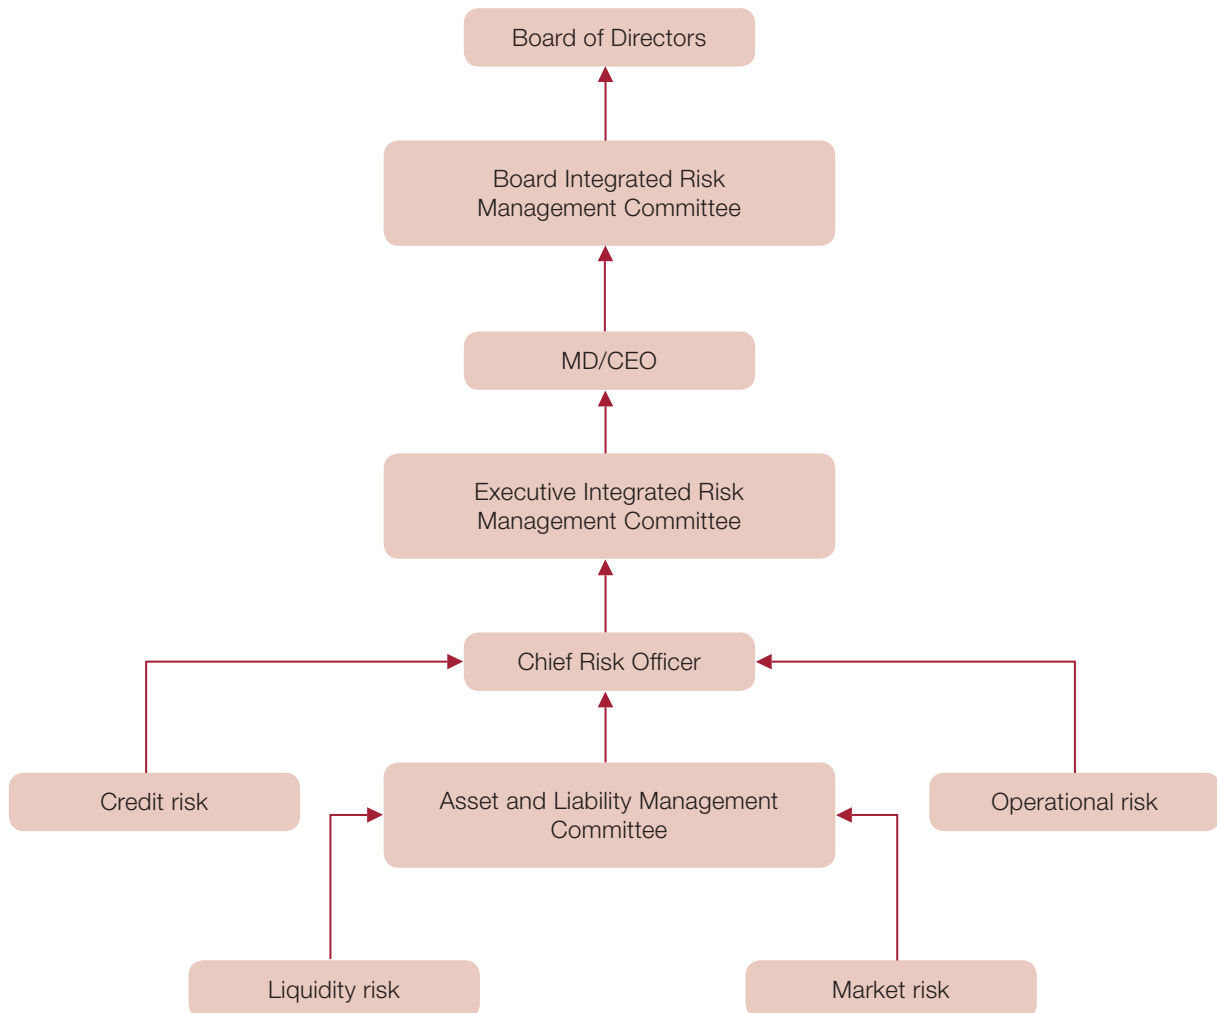 Board of Directors
Board Integrated Risk
Management Committee
MD/CEO
Executive Integrated Risk
Management Committee
Chief Risk Officer
Credit risk
Asset and Liability Management
Committee
Operational risk
Liquidity risk
Market risk